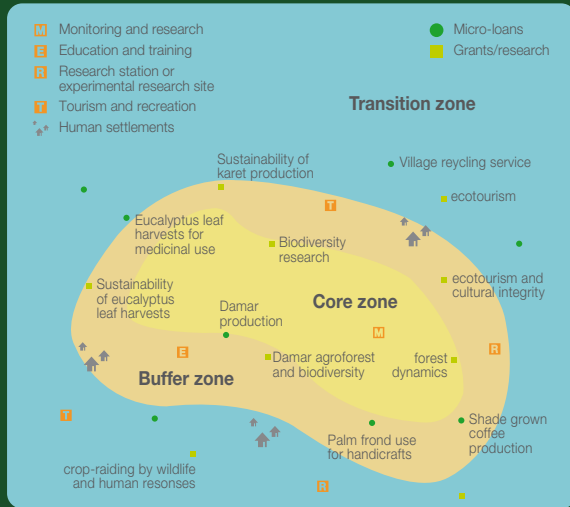 M Monitoring and research
E Education and training
R Research station or
experimental research site
T Tourism and recreation
Human settlements
Micro-loans
Grants/research
Transition zone
Sustainability of
karet production
Village reycling service
ecotourism
T
Eucalyptus leaf
harvests for
medicinal use
Biodiversity
research
Sustainability
of eucalyptus
leaf harvests
ecotourism and
cultural integrity
Damar
production
Core zone
M
E
R
Damar agroforest
and biodiversity
forest
dynamics
Buffer zone
T
Palm frond use
for handicrafts
Shade grown
coffee
production
crop-raiding by wildlife
and human resonses
R